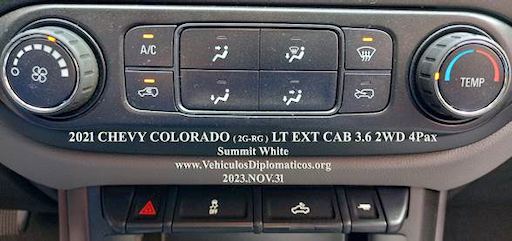 A/C
TEMP
2021 CHEVY COLORADO ( 2G-RG ) LT EXT CAB 3.6 2WD 4Pax
Summit White
www.VehiculosDiplomaticos.org
2023.NOV.31
OFF